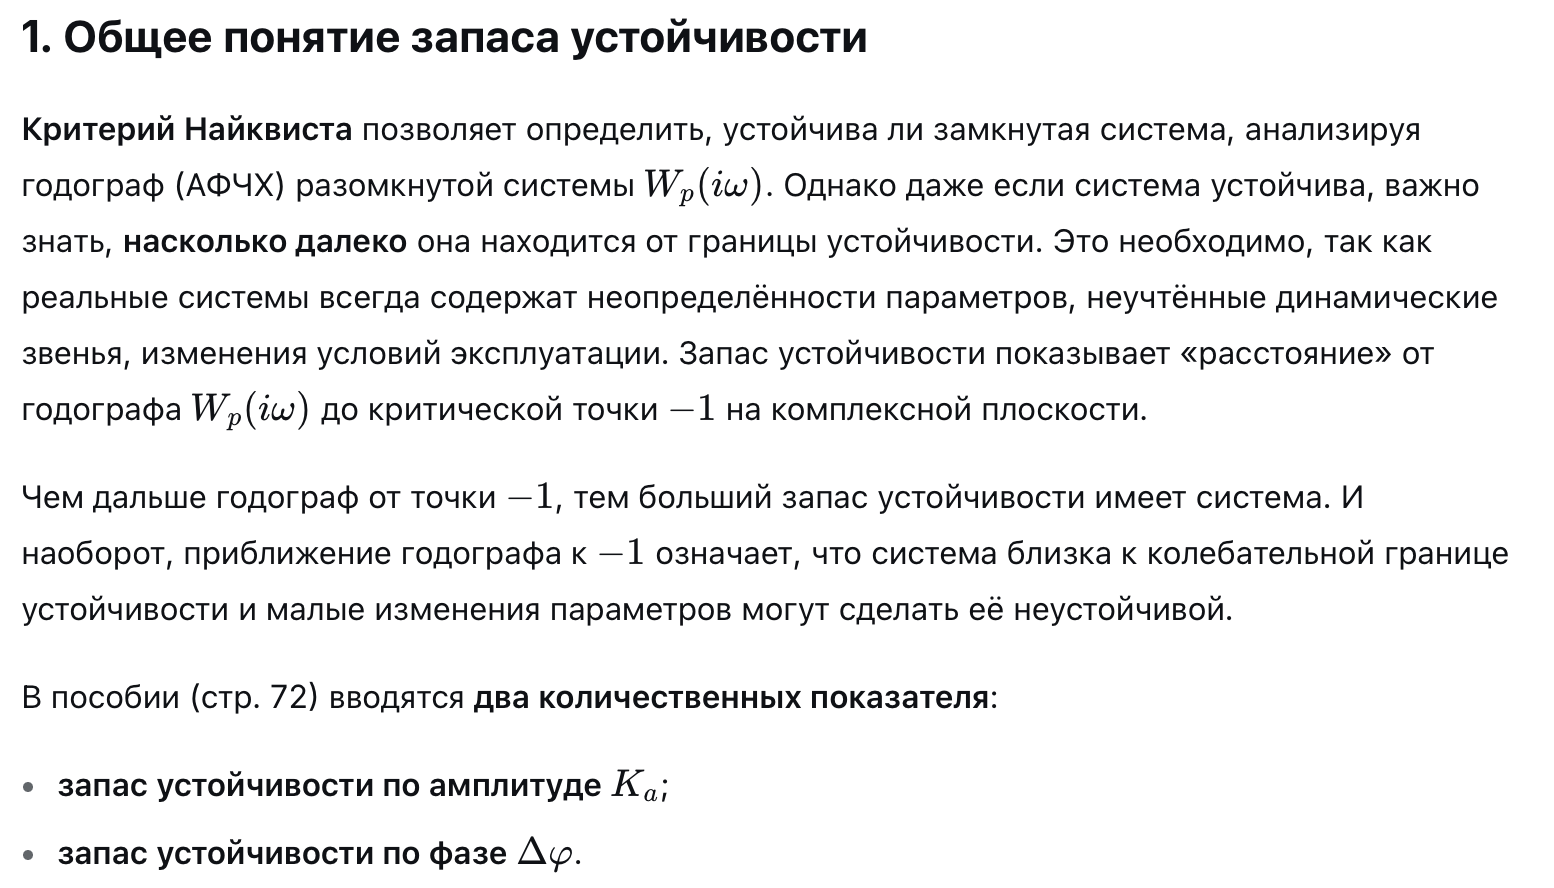 1. Общее понятие запаса устойчивости
Критерий Найквиста позволяет определить, устойчива ли замкнутая система, анализируя
годограф (АФЧХ) разомкнутой системы W_p(iω). Однако даже если система устойчива, важно
знать, насколько далеко она находится от границы устойчивости. Это необходимо, так как
реальные системы всегда содержат неопределённости параметров, неучтённые динамические
звенья, изменения условий эксплуатации. Запас устойчивости показывает «расстояние» от
годографа W_p(iω) до критической точки −1 на комплексной плоскости.
Чем дальше годограф от точки −1, тем больший запас устойчивости имеет система. И
наоборот, приближение годографа к −1 означает, что система близка к колебательной границе
устойчивости и малые изменения параметров могут сделать её неустойчивой.
В пособии (стр. 72) вводятся два количественных показателя:
• запас устойчивости по амплитуде K_a;
• запас устойчивости по фазе Δφ.